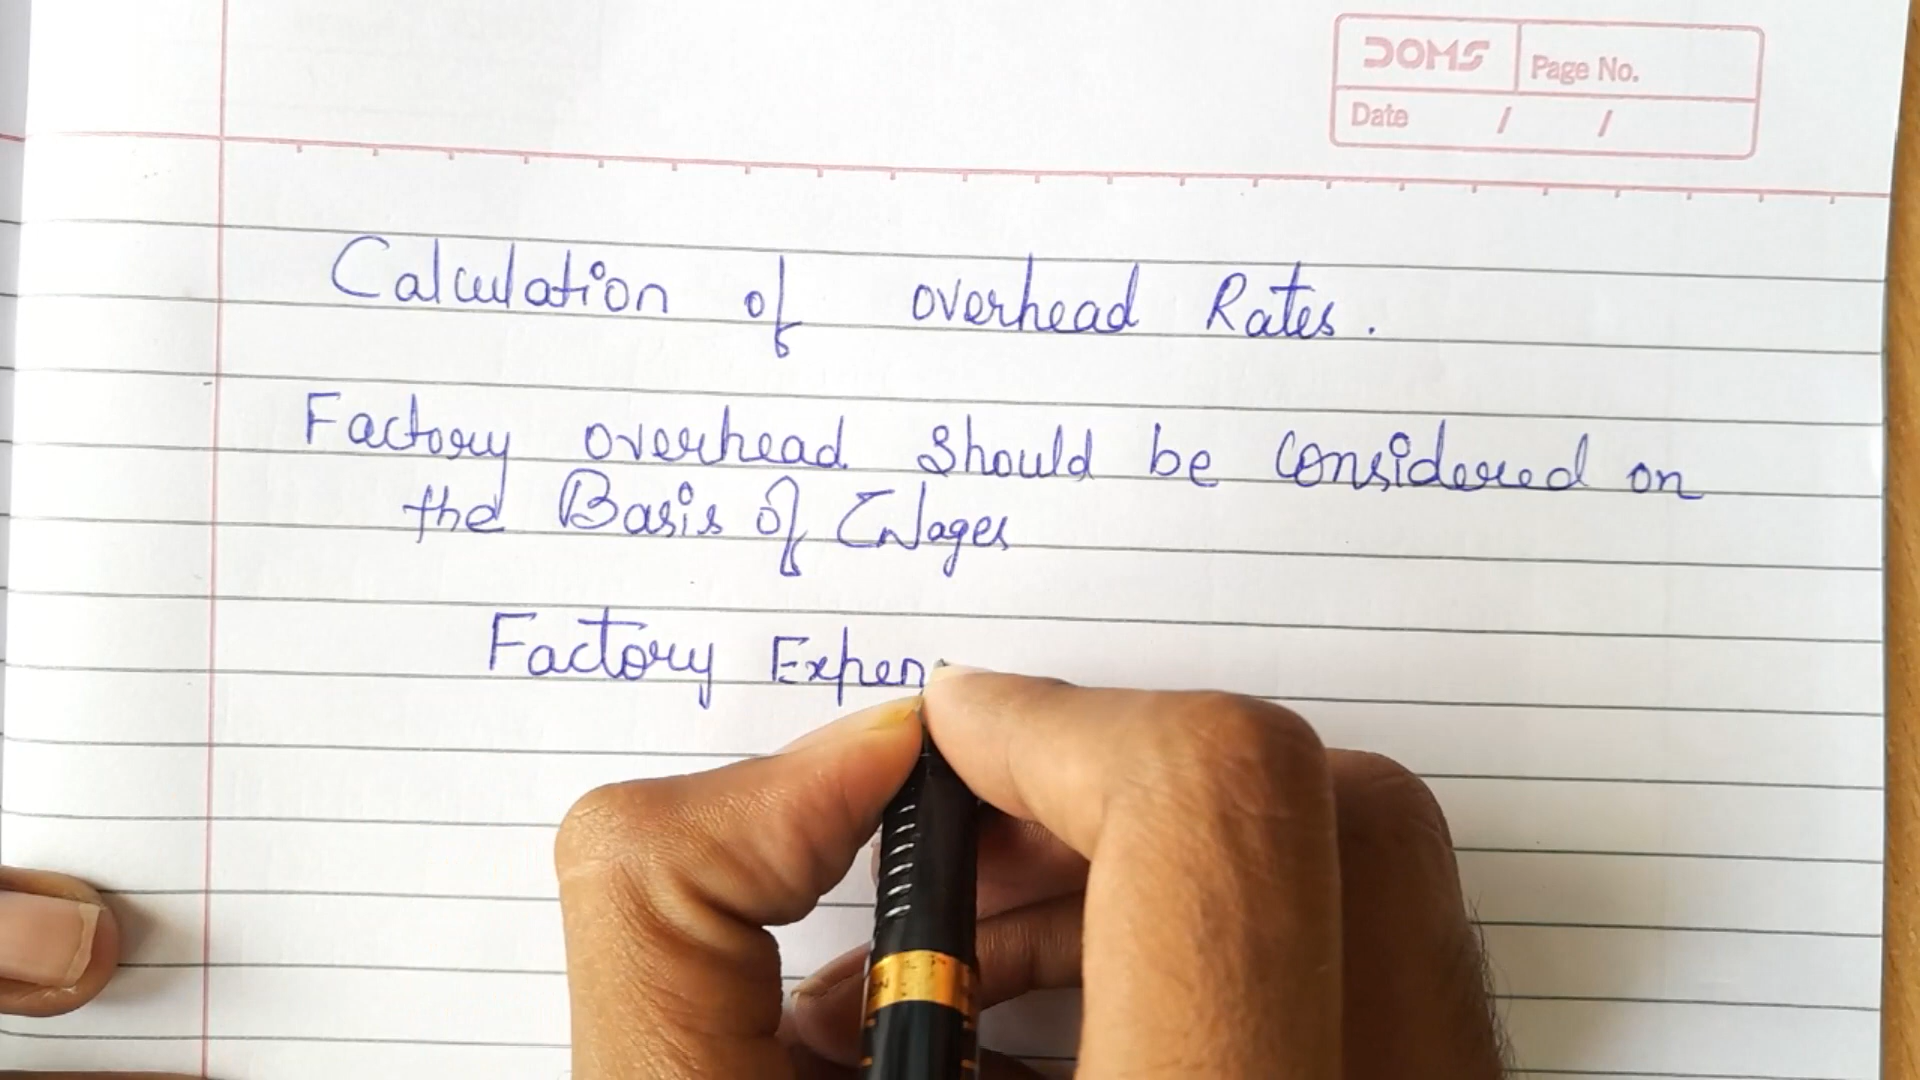 DOMS Page No.
Date / /
Calculation of overhead Rates.
Factory overhead should be considered on
the Basis of Wages
Factory Expen